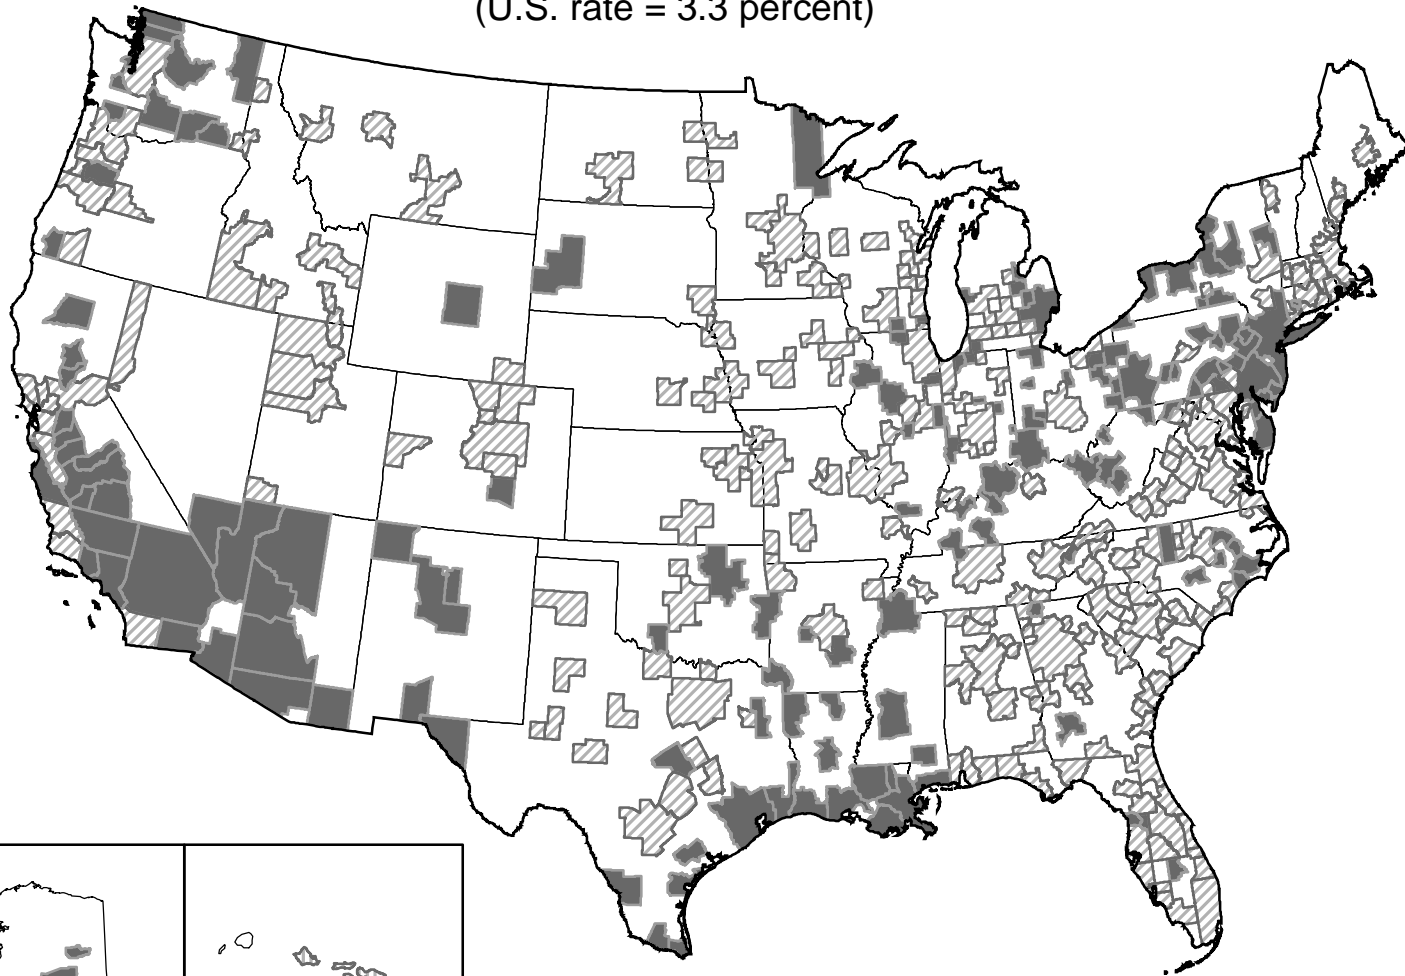 (U.S. rate = 3.3 percent)